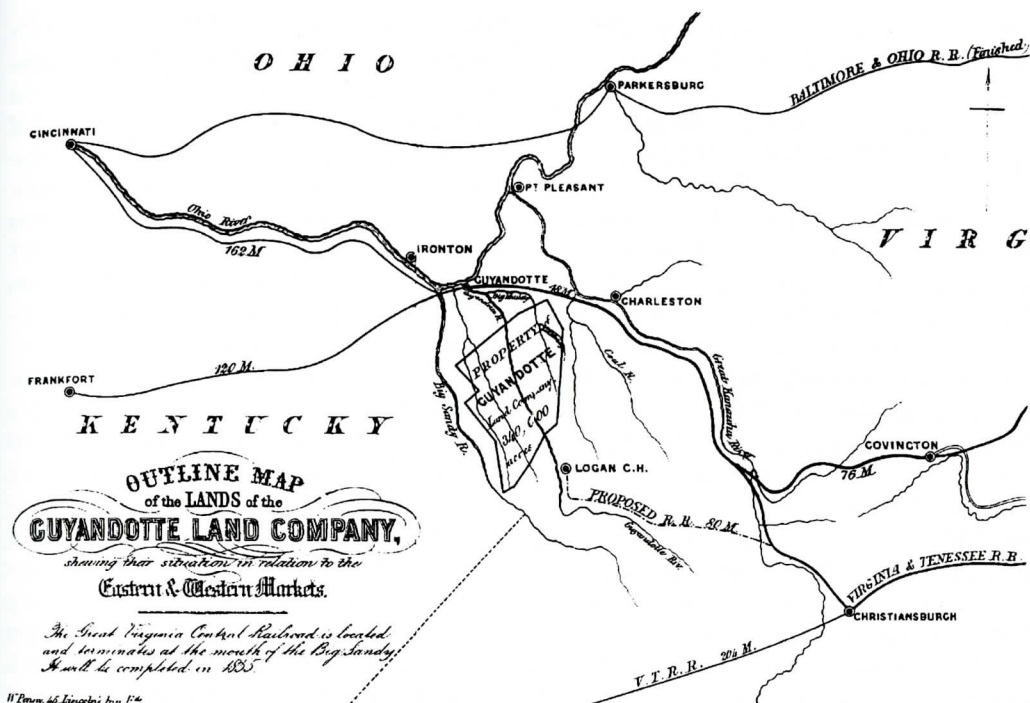 OHIO
BALTIMORE & OHIO R. R. (Finished)
PARKERSBURG
CINCINNATI
PT. PLEASANT
Ohio River
162 M
IRONTON
VIRG
GUYANDOTTE
48 M
CHARLESTON
PROPERTY of
GUYANDOTTE
Land Company
Coal R.
Great Kanawha River
120 M.
FRANKFORT
Big Sandy R.
KENTUCKY
COVINGTON
76 M
LOGAN C.H.
PROPOSED R. R. 80 M.
Guyandotte Riv.
OUTLINE MAP
of the LANDS of the
GUYANDOTTE LAND COMPANY,
shewing their situation in relation to the
Eastern & Western Markets.
The Great Virginia Central Railroad is located
and terminates at the mouth of the Big Sandy.
It will be completed in 1855.
VIRGINIA & TENESSEE R.R.
CHRISTIANSBURGH
V. T. R. R. 204 M.